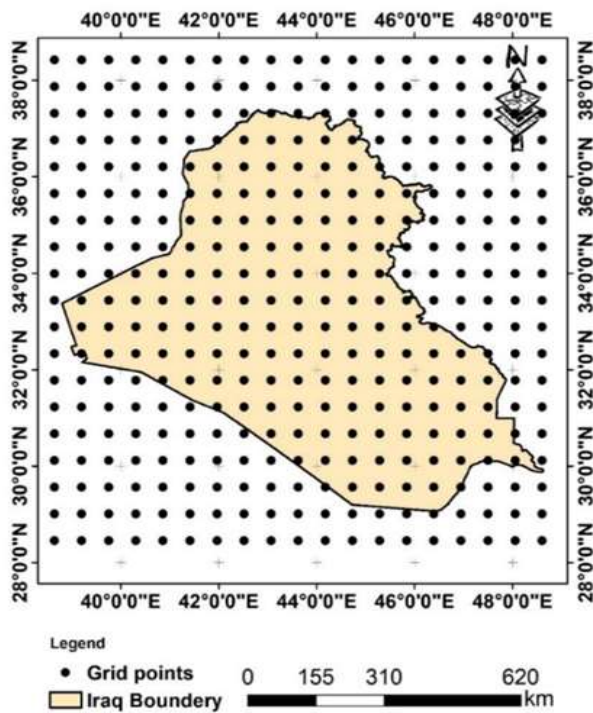 40°0'0"E 42°0'0"E 44°0'0"E 46°0'0"E 48°0'0"E
38°0'0"N 38°0'0"N
36°0'0"N 36°0'0"N
34°0'0"N 34°0'0"N
32°0'0"N 32°0'0"N
30°0'0"N 30°0'0"N
28°0'0"N 28°0'0"N
N
40°0'0"E 42°0'0"E 44°0'0"E 46°0'0"E 48°0'0"E
Legend
Grid points
Iraq Boundery
0 155 310 620
km